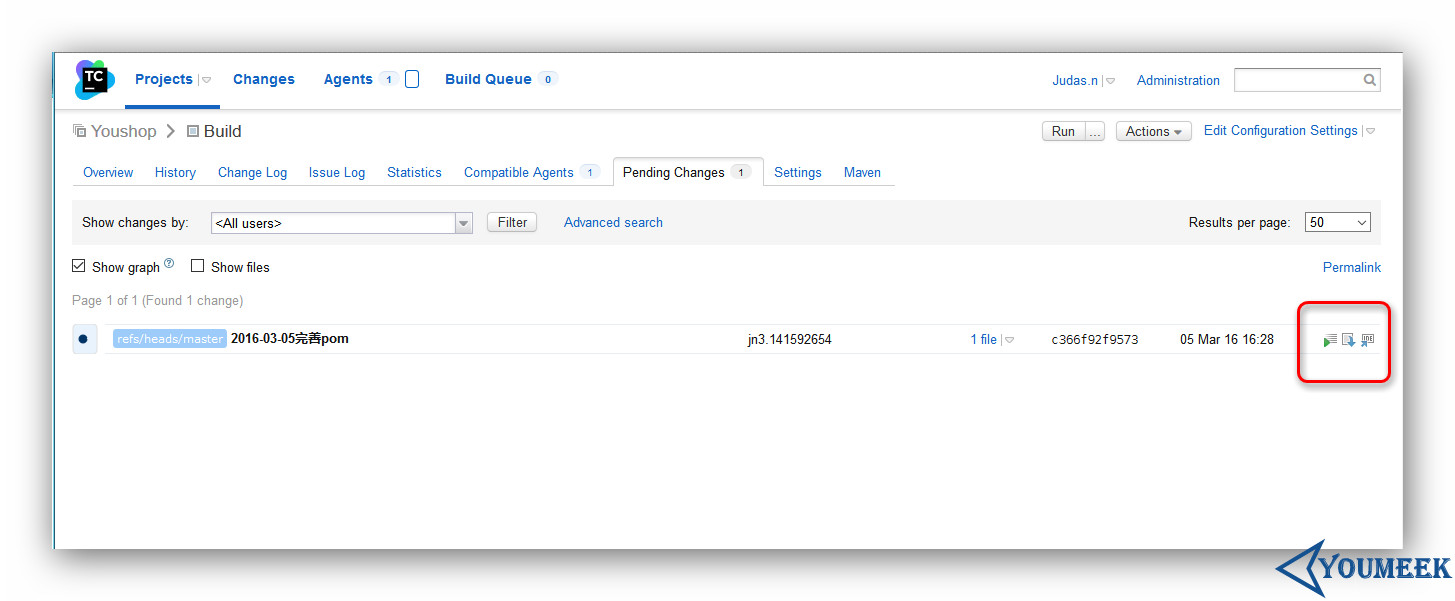 TC
Projects Changes Agents 1 Build Queue 0 Judas.n Administration
Youshop Build Run ... Actions Edit Configuration Settings
Overview History Change Log Issue Log Statistics Compatible Agents 1 Pending Changes 1 Settings Maven
Show changes by: <All users> Filter Advanced search Results per page: 50
Show graph ? Show files Permalink
Page 1 of 1 (Found 1 change)
refs/heads/master 2016-03-05完善pom jn3.141592654 1 file c366f92f9573 05 Mar 16 16:28 IDE
YOUMEEK